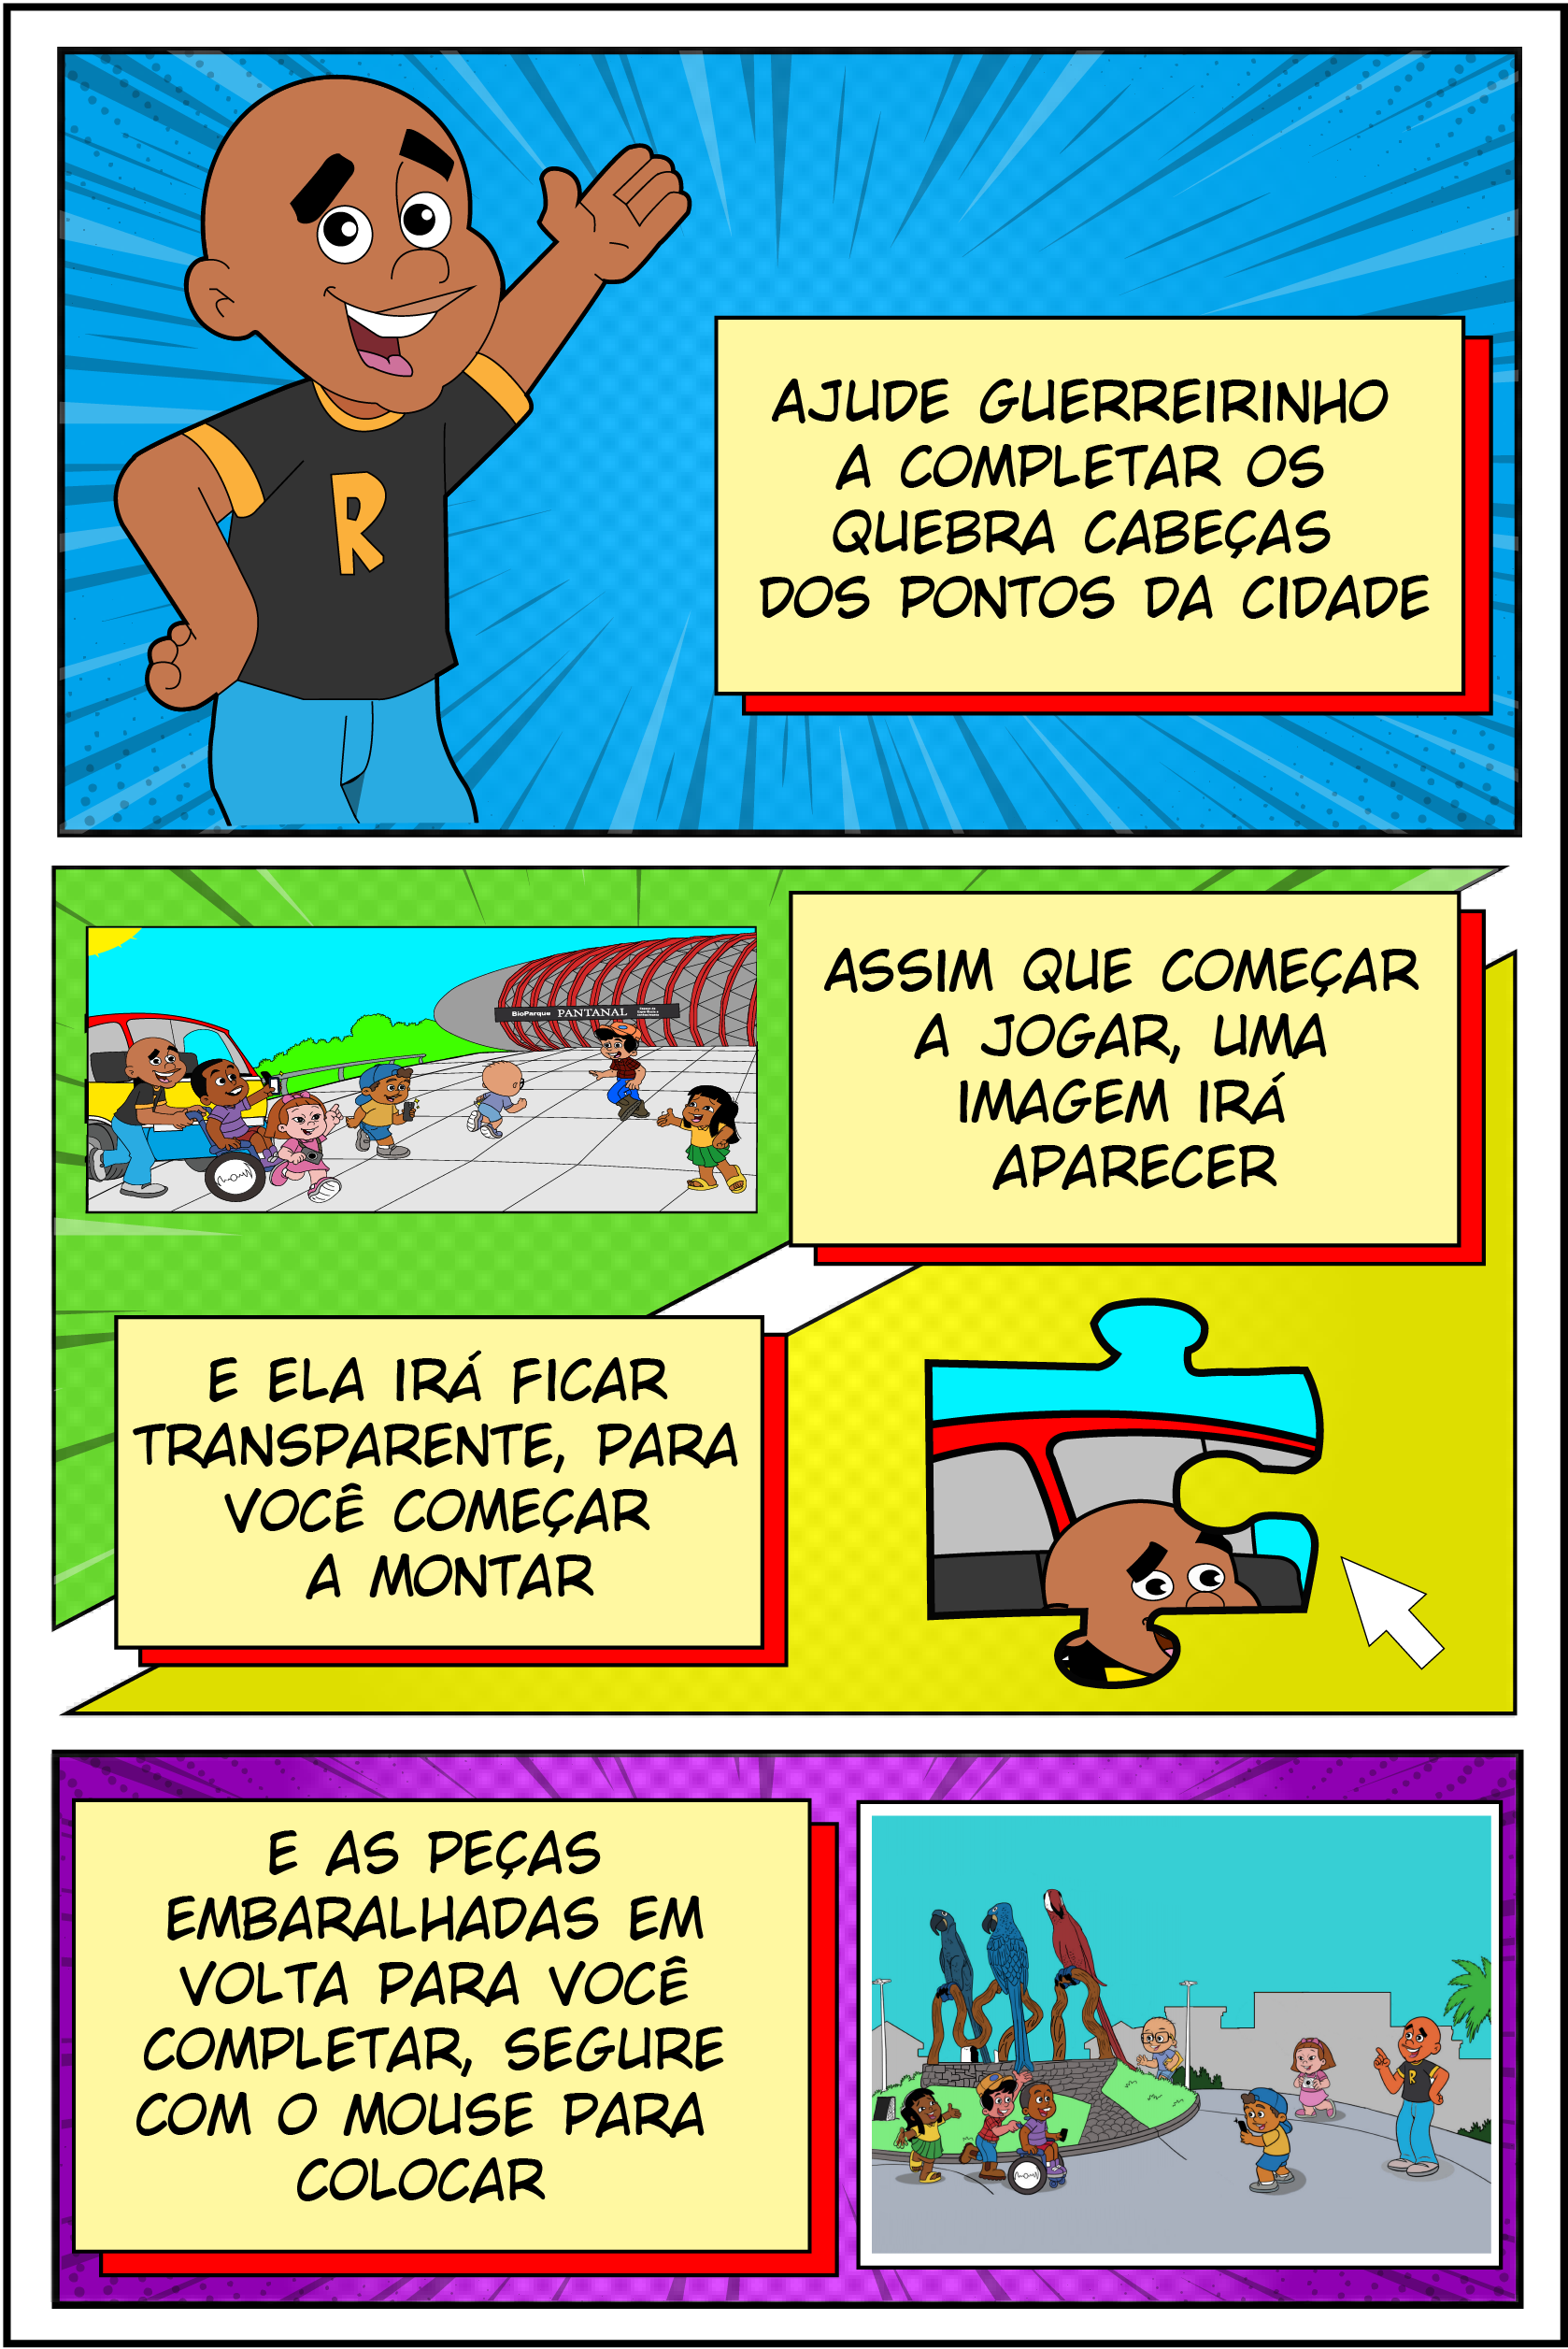 R
AJUDE GUERREIRINHO
A COMPLETAR OS
QUEBRA CABEÇAS
DOS PONTOS DA CIDADE
BioParque PANTANAL
ASSIM QUE COMEÇAR
A JOGAR, UMA
IMAGEM IRÁ
APARECER
E ELA IRÁ FICAR
TRANSPARENTE, PARA
VOCÊ COMEÇAR
A MONTAR
E AS PEÇAS
EMBARALHADAS EM
VOLTA PARA VOCÊ
COMPLETAR, SEGURE
COM O MOUSE PARA
COLOCAR
R